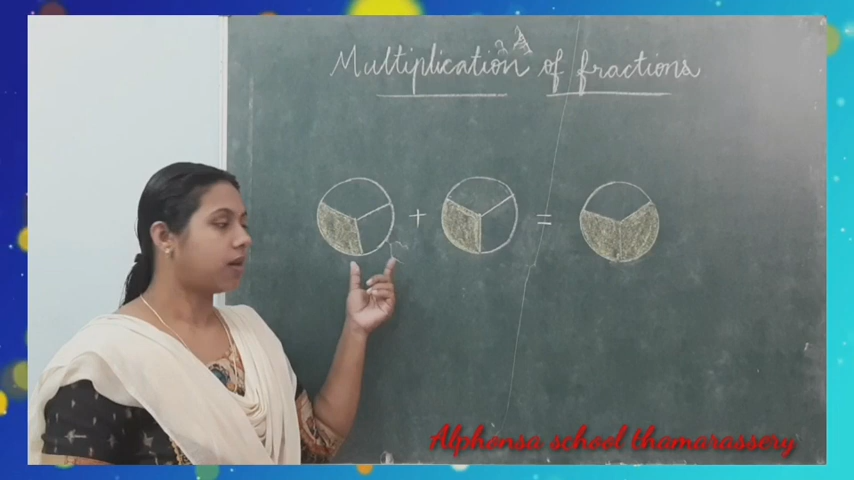 Multiplication of fractions
+ =
Alphonsa school thamarassery